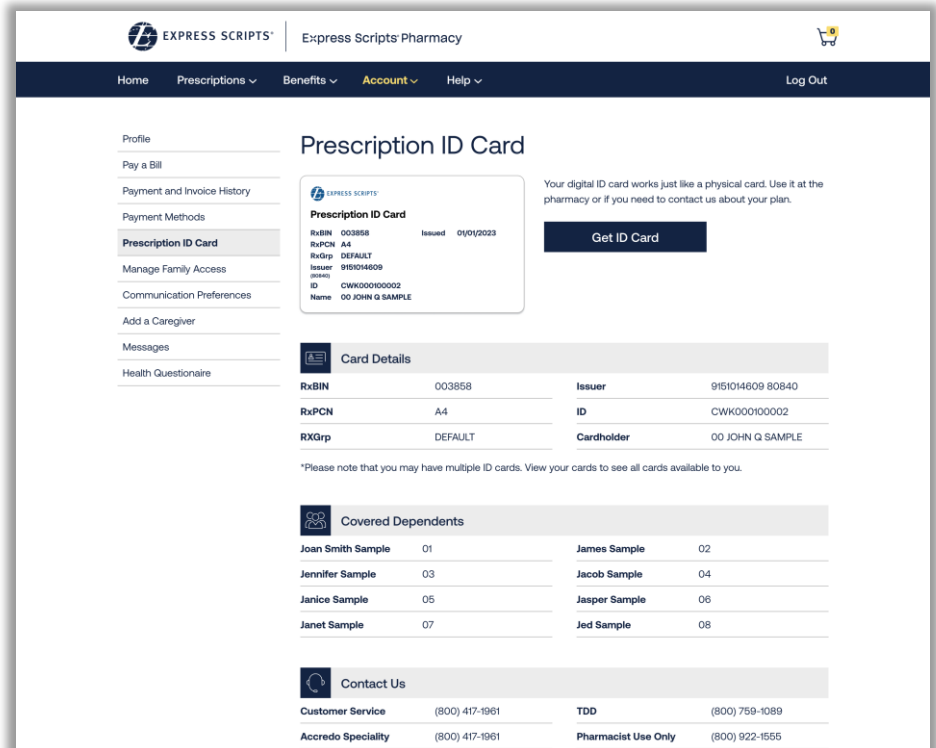 EXPRESS SCRIPTS®
Express Scripts® Pharmacy
0
Home Prescriptions Benefits Account Help Log Out
Profile
Pay a Bill
Payment and Invoice History
Payment Methods
Prescription ID Card
Manage Family Access
Communication Preferences
Add a Caregiver
Messages
Health Questionaire
Prescription ID Card
EXPRESS SCRIPTS®
Prescription ID Card
RxBIN 003858 Issued 01/01/2023
RxPCN A4
RxGrp DEFAULT
Issuer 9151014609
(80840)
ID CWK000100002
Name 00 JOHN Q SAMPLE
Your digital ID card works just like a physical card. Use it at the
pharmacy or if you need to contact us about your plan.
Get ID Card
Card Details
RxBIN 003858 Issuer 9151014609 80840
RxPCN A4 ID CWK000100002
RXGrp DEFAULT Cardholder 00 JOHN Q SAMPLE
*Please note that you may have multiple ID cards. View your cards to see all cards available to you.
Covered Dependents
Joan Smith Sample 01 James Sample 02
Jennifer Sample 03 Jacob Sample 04
Janice Sample 05 Jasper Sample 06
Janet Sample 07 Jed Sample 08
Contact Us
Customer Service (800) 417-1961 TDD (800) 759-1089
Accredo Speciality (800) 417-1961 Pharmacist Use Only (800) 922-1555